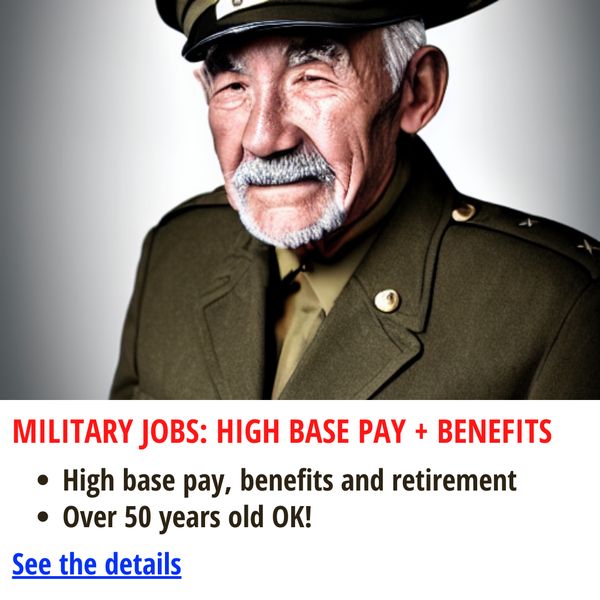 MILITARY JOBS: HIGH BASE PAY + BENEFITS
• High base pay, benefits and retirement
• Over 50 years old OK!
See the details